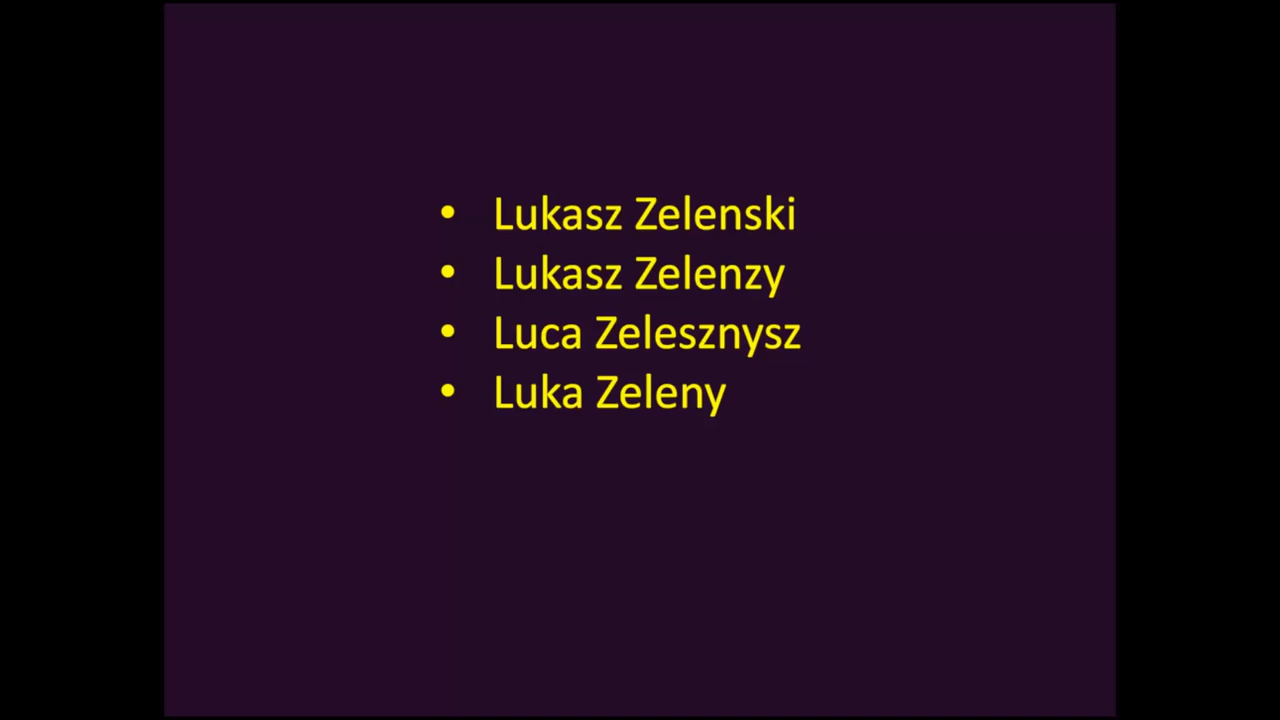 • Lukasz Zelenski
• Lukasz Zelenzy
• Luca Zelesznysz
• Luka Zeleny